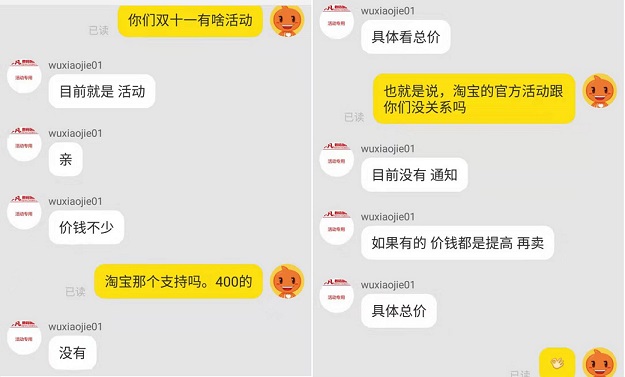 你们双十一有啥活动
已读
wuxiaojie01
活动专用
目前就是 活动
wuxiaojie01
活动专用
亲
wuxiaojie01
活动专用
价钱不少
淘宝那个支持吗。400的
已读
wuxiaojie01
活动专用
没有
wuxiaojie01
活动专用
具体看总价
也就是说，淘宝的官方活动跟
你们没关系吗
已读
wuxiaojie01
活动专用
目前没有 通知
wuxiaojie01
活动专用
如果有的 价钱都是提高 再卖
wuxiaojie01
活动专用
具体总价
已读